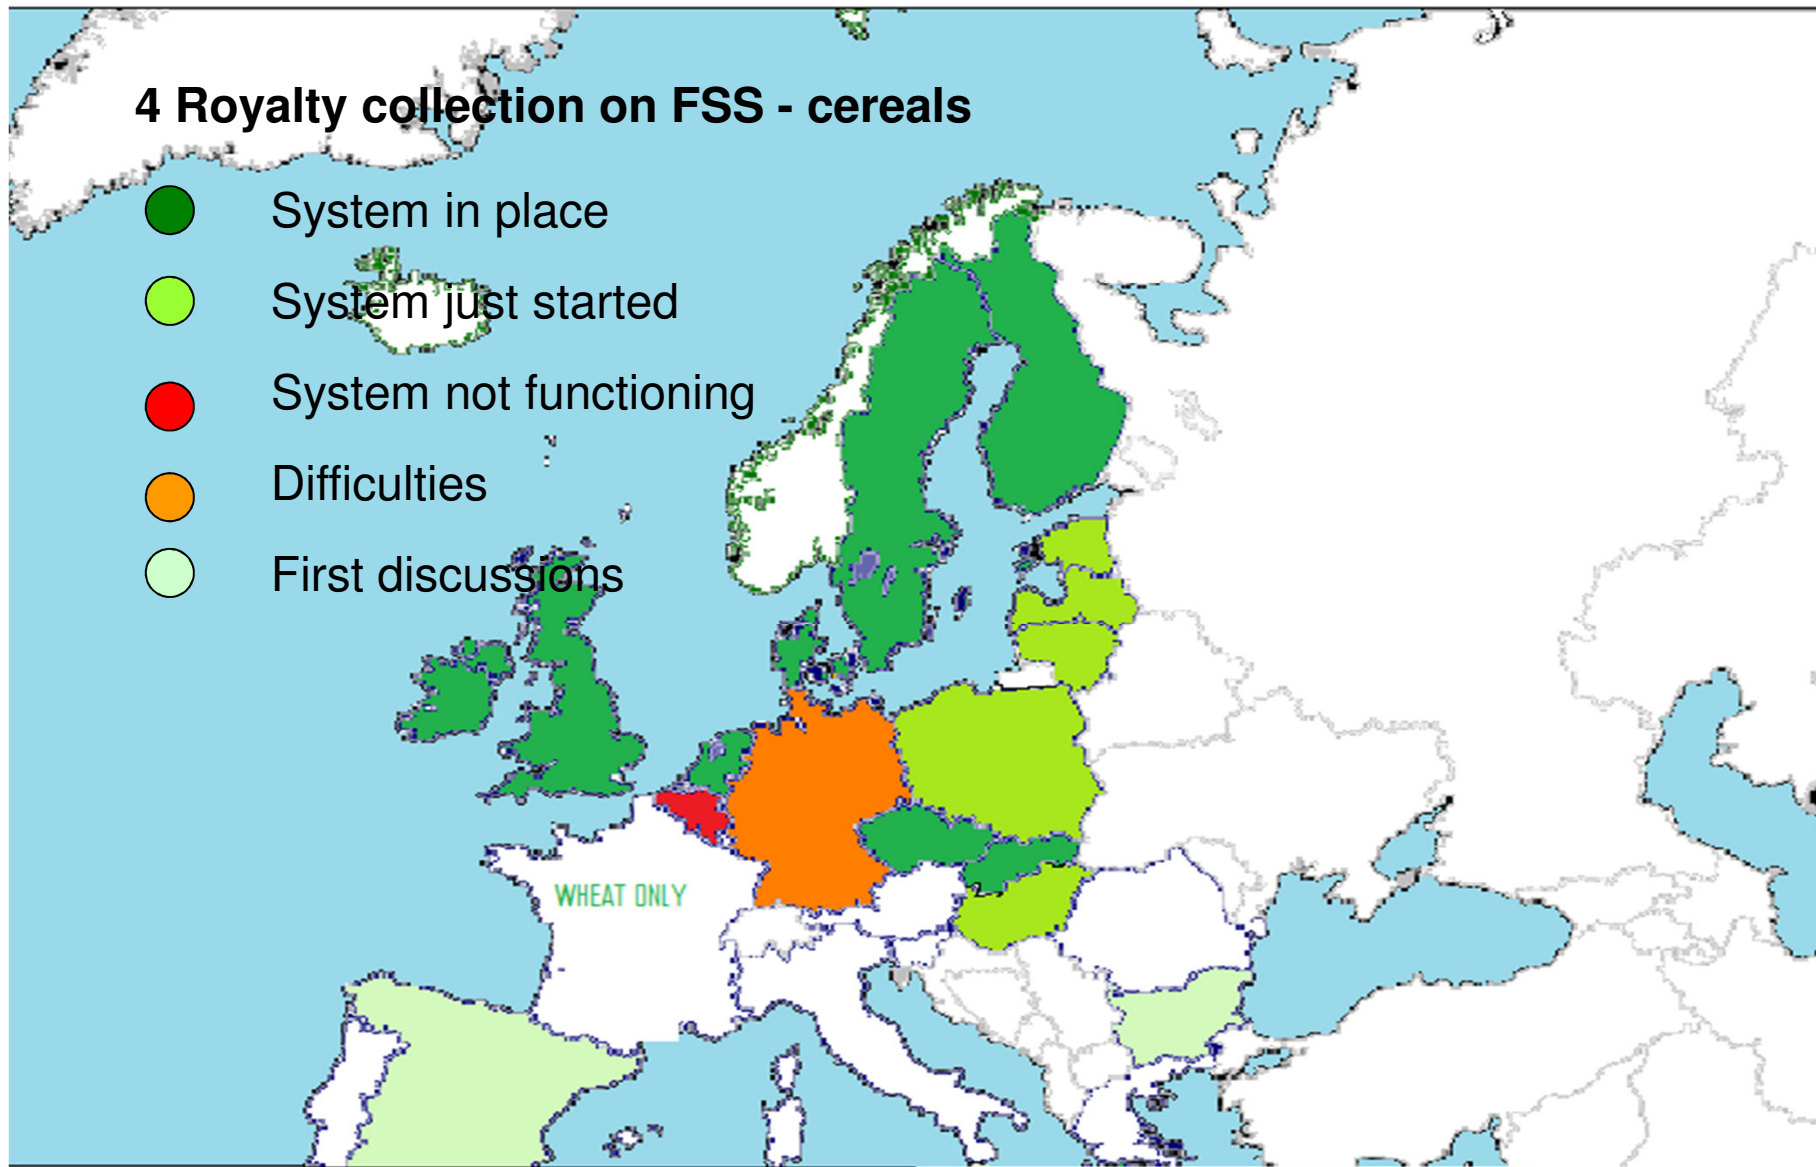 4 Royalty collection on FSS - cereals
System in place
System just started
System not functioning
Difficulties
First discussions
WHEAT ONLY